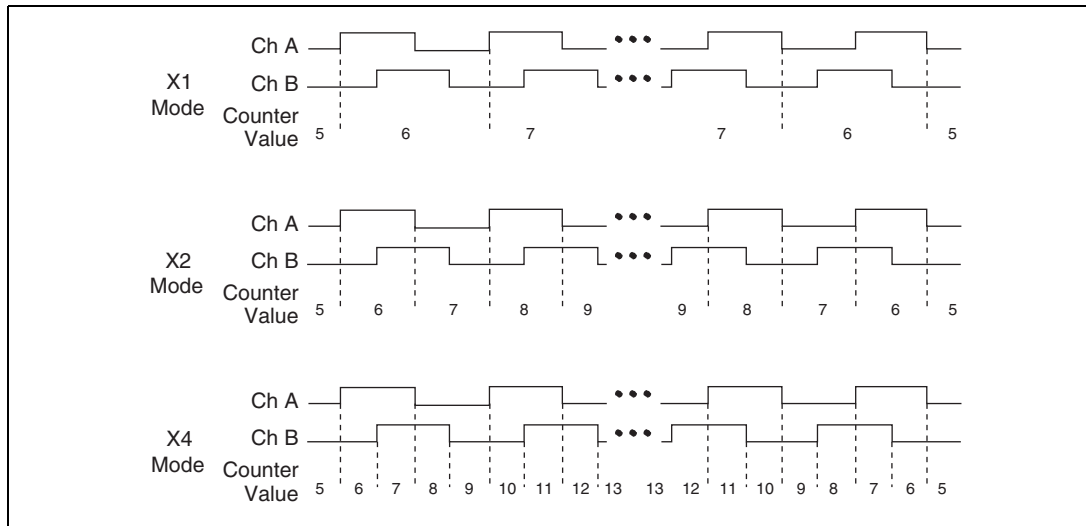 Ch A
X1
Mode
Ch B
Counter
Value
5 6 7 7 6 5
Ch A
X2
Mode
Ch B
Counter
Value
5 6 7 8 9 9 8 7 6 5
Ch A
X4
Mode
Ch B
Counter
Value
5 6 7 8 9 10 11 12 13 13 12 11 10 9 8 7 6 5